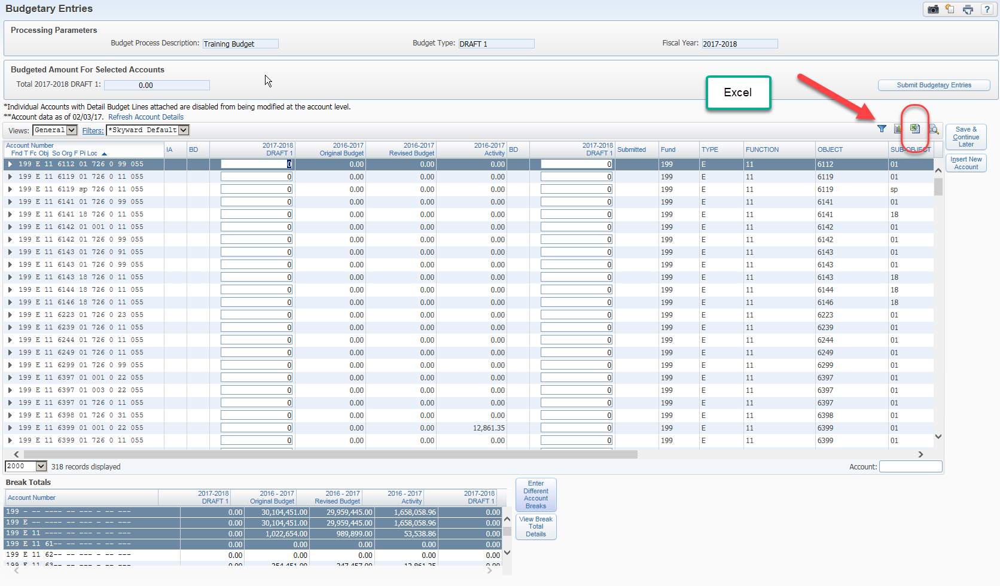 Budgetary Entries
?
Processing Parameters
Budget Process Description: Training Budget Budget Type: DRAFT 1 Fiscal Year: 2017-2018
Budgeted Amount For Selected Accounts
Total 2017-2018 DRAFT 1: 0.00
Submit Budgetary Entries
Excel
*Individual Accounts with Detail Budget Lines attached are disabled from being modified at the account level.
**Account data as of 02/03/17. Refresh Account Details
Views: General Filters: *Skyward Default
Save & Continue Later
Insert New Account
Account Number 2017-2018 2016-2017 2016-2017 2016-2017 2017-2018
Fnd T Fc Obj So Org F Pi Loc IA BD DRAFT 1 Original Budget Revised Budget Activity BD DRAFT 1 Submitted Fund TYPE FUNCTION OBJECT SUB-OBJECT
199 E 11 6112 01 726 0 99 055 0 0.00 0.00 0.00 0 199 E 11 6112 01
199 E 11 6119 01 726 0 11 055 0 0.00 0.00 0.00 0 199 E 11 6119 01
199 E 11 6119 sp 726 0 11 055 0 0.00 0.00 0.00 0 199 E 11 6119 sp
199 E 11 6141 01 726 0 99 055 0 0.00 0.00 0.00 0 199 E 11 6141 01
199 E 11 6141 18 726 0 11 055 0 0.00 0.00 0.00 0 199 E 11 6141 18
199 E 11 6142 01 001 0 11 055 0 0.00 0.00 0.00 0 199 E 11 6142 01
199 E 11 6142 01 726 0 99 055 0 0.00 0.00 0.00 0 199 E 11 6142 01
199 E 11 6143 01 726 0 91 055 0 0.00 0.00 0.00 0 199 E 11 6143 01
199 E 11 6143 01 726 0 99 055 0 0.00 0.00 0.00 0 199 E 11 6143 01
199 E 11 6143 18 726 0 11 055 0 0.00 0.00 0.00 0 199 E 11 6143 18
199 E 11 6144 18 726 0 11 055 0 0.00 0.00 0.00 0 199 E 11 6144 18
199 E 11 6146 18 726 0 11 055 0 0.00 0.00 0.00 0 199 E 11 6146 18
199 E 11 6223 01 726 0 23 055 0 0.00 0.00 0.00 0 199 E 11 6223 01
199 E 11 6239 01 726 0 11 055 0 0.00 0.00 0.00 0 199 E 11 6239 01
199 E 11 6244 01 726 0 11 055 0 0.00 0.00 0.00 0 199 E 11 6244 01
199 E 11 6249 01 726 0 11 055 0 0.00 0.00 0.00 0 199 E 11 6249 01
199 E 11 6299 01 726 0 99 055 0 0.00 0.00 0.00 0 199 E 11 6299 01
199 E 11 6397 01 001 0 22 055 0 0.00 0.00 0.00 0 199 E 11 6397 01
199 E 11 6397 01 003 0 22 055 0 0.00 0.00 0.00 0 199 E 11 6397 01
199 E 11 6397 01 726 0 11 055 0 0.00 0.00 0.00 0 199 E 11 6397 01
199 E 11 6398 01 726 0 31 055 0 0.00 0.00 0.00 0 199 E 11 6398 01
199 E 11 6399 01 001 0 22 055 0 0.00 0.00 12,861.35 0 199 E 11 6399 01
199 E 11 6399 01 726 0 11 055 0 0.00 0.00 0.00 0 199 E 11 6399 01
2000 318 records displayed Account:
Break Totals
Account Number 2017-2018 2016 - 2017 2016 - 2017 2016 - 2017 2017-2018
DRAFT 1 Original Budget Revised Budget Activity DRAFT 1
199 - -- ---- -- --- - -- --- 0.00 30,104,451.00 29,959,445.00 1,658,058.96 0.00
199 E -- ---- -- --- - -- --- 0.00 30,104,451.00 29,959,445.00 1,658,058.96 0.00
199 E 11 ---- -- --- - -- --- 0.00 1,022,654.00 989,899.00 53,538.86 0.00
199 E 11 61-- -- --- - -- --- 0.00 0.00 0.00 0.00 0.00
199 E 11 62-- -- --- - -- --- 0.00 0.00 0.00 0.00 0.00
199 E 11 63-- -- --- - -- --- 0.00 254,451.00 247,457.00 12,861.35 0.00
Enter Different Account Breaks
View Break Total Details